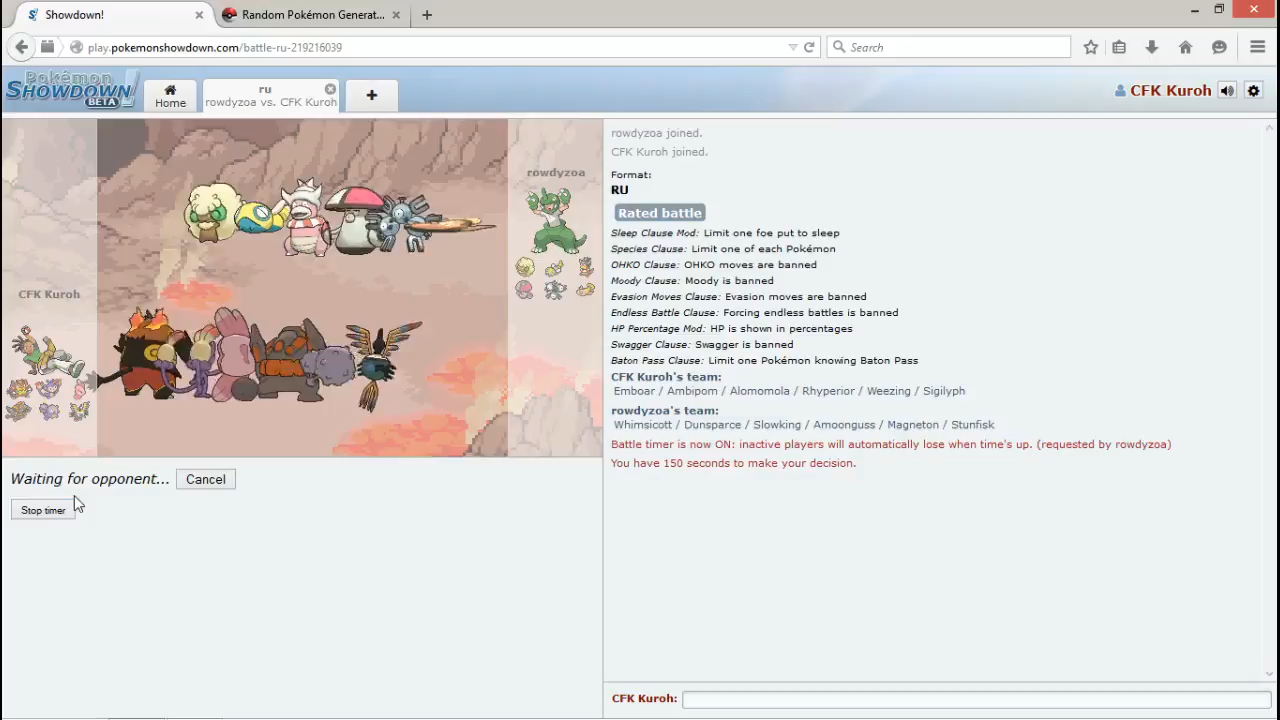 Showdown!
Random Pokémon Generat...
play.pokemonshowdown.com/battle-ru-219216039
Search
Pokémon
SHOWDOWN!
BETA
Home
ru
rowdyzoa vs. CFK Kuroh
CFK Kuroh
rowdyzoa
CFK Kuroh
Waiting for opponent...
Cancel
Stop timer
rowdyzoa joined.
CFK Kuroh joined.
Format:
RU
Rated battle
Sleep Clause Mod: Limit one foe put to sleep
Species Clause: Limit one of each Pokémon
OHKO Clause: OHKO moves are banned
Moody Clause: Moody is banned
Evasion Moves Clause: Evasion moves are banned
Endless Battle Clause: Forcing endless battles is banned
HP Percentage Mod: HP is shown in percentages
Swagger Clause: Swagger is banned
Baton Pass Clause: Limit one Pokémon knowing Baton Pass
CFK Kuroh's team:
Emboar / Ambipom / Alomomola / Rhyperior / Weezing / Sigilyph
rowdyzoa's team:
Whimsicott / Dunsparce / Slowking / Amoonguss / Magneton / Stunfisk
Battle timer is now ON: inactive players will automatically lose when time's up. (requested by rowdyzoa)
You have 150 seconds to make your decision.
CFK Kuroh: